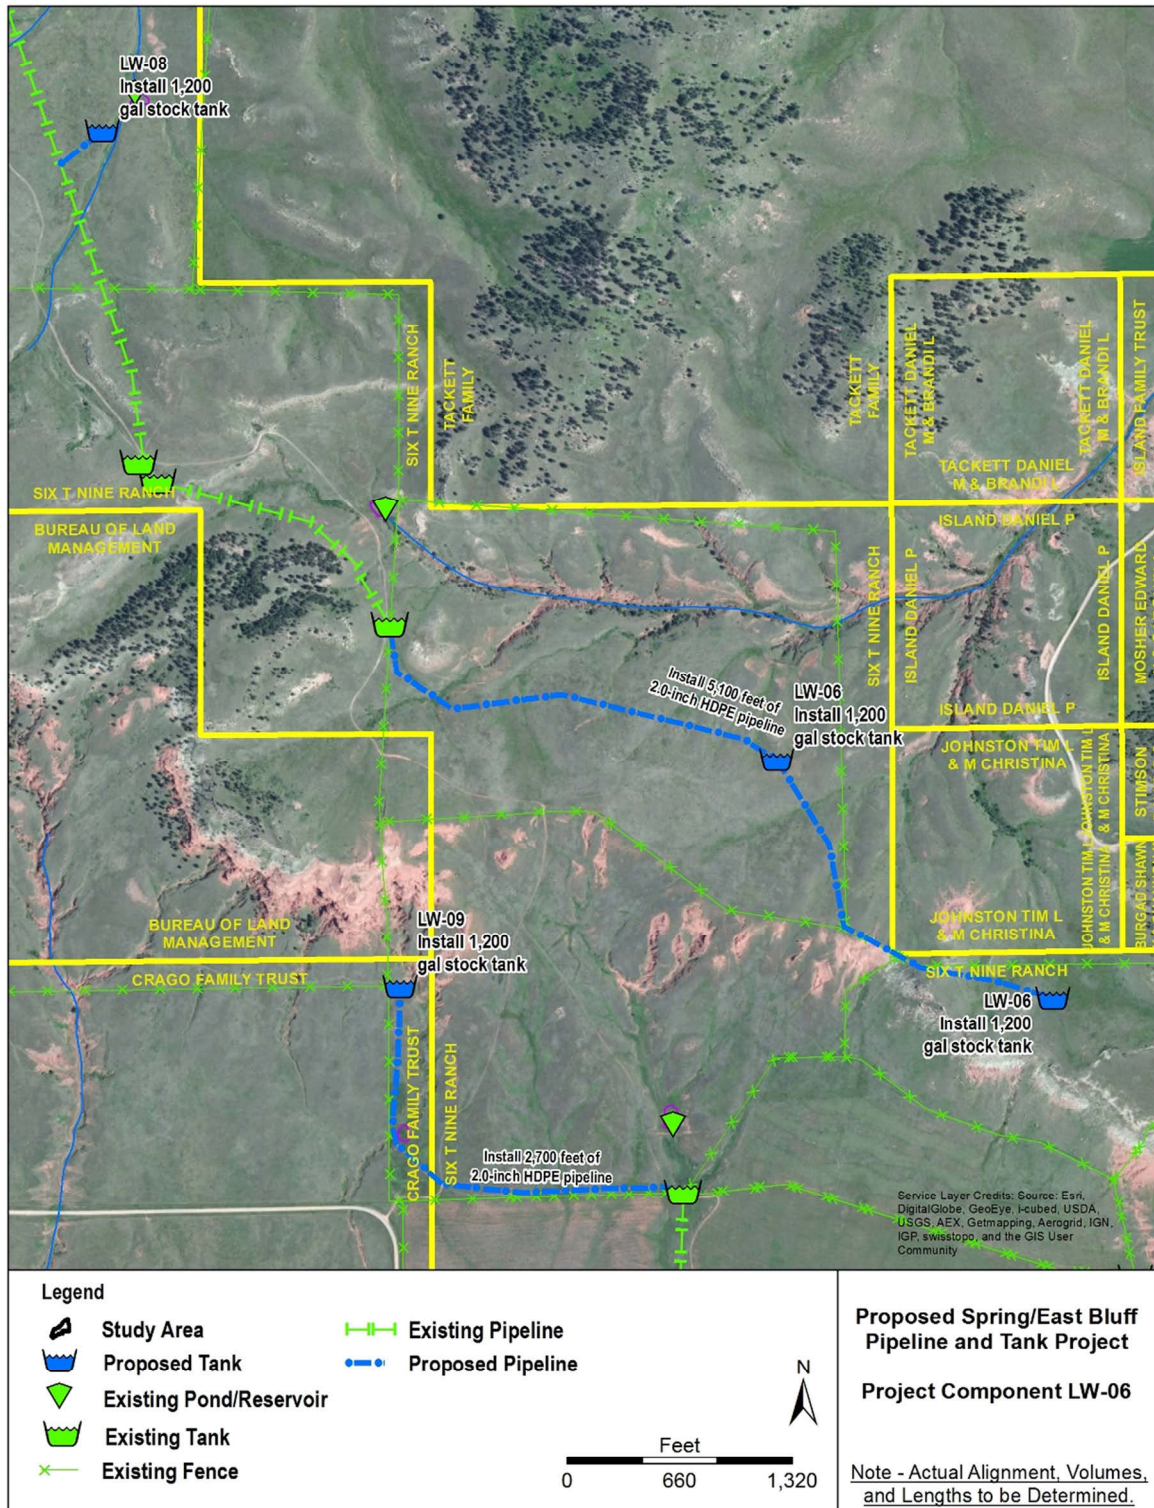 LW-08
Install 1,200
gal stock tank
SIX T NINE RANCH
TACKETT
FAMILY
TACKETT
FAMILY
TACKETT DANIEL
M & BRANDI L
TACKETT DANIEL
M & BRANDI L
ISLAND FAMILY TRUST
TACKETT DANIEL
M & BRANDI L
SIX T NINE RANCH
BUREAU OF LAND
MANAGEMENT
ISLAND DANIEL P
SIX T NINE RANCH
ISLAND DANIEL P
ISLAND DANIEL P
MOSHER EDWARD
ISLAND DANIEL P
Install 5,100 feet of
2.0-inch HDPE pipeline
LW-06
Install 1,200
gal stock tank
JOHNSTON TIM L
& M CHRISTINA
JOHNSTON TIM L
& M CHRISTINA
STIMSON
JOHNSTON TIM L
& M CHRISTINA
BURGAD SHAWN
JOHNSTON TIM L
& M CHRISTINA
BUREAU OF LAND
MANAGEMENT
LW-09
Install 1,200
gal stock tank
CRAGO FAMILY TRUST
SIX T NINE RANCH
LW-06
Install 1,200
gal stock tank
CRAGO FAMILY TRUST
SIX T NINE RANCH
Install 2,700 feet of
2.0-inch HDPE pipeline
Service Layer Credits: Source: Esri,
DigitalGlobe, GeoEye, i-cubed, USDA,
USGS, AEX, Getmapping, Aerogrid, IGN,
IGP, swisstopo, and the GIS User
Community
Legend
Study Area
Proposed Tank
Existing Pond/Reservoir
Existing Tank
Existing Fence
Existing Pipeline
Proposed Pipeline
N
Feet
0 660 1,320
Proposed Spring/East Bluff
Pipeline and Tank Project
Project Component LW-06
Note - Actual Alignment, Volumes,
and Lengths to be Determined.